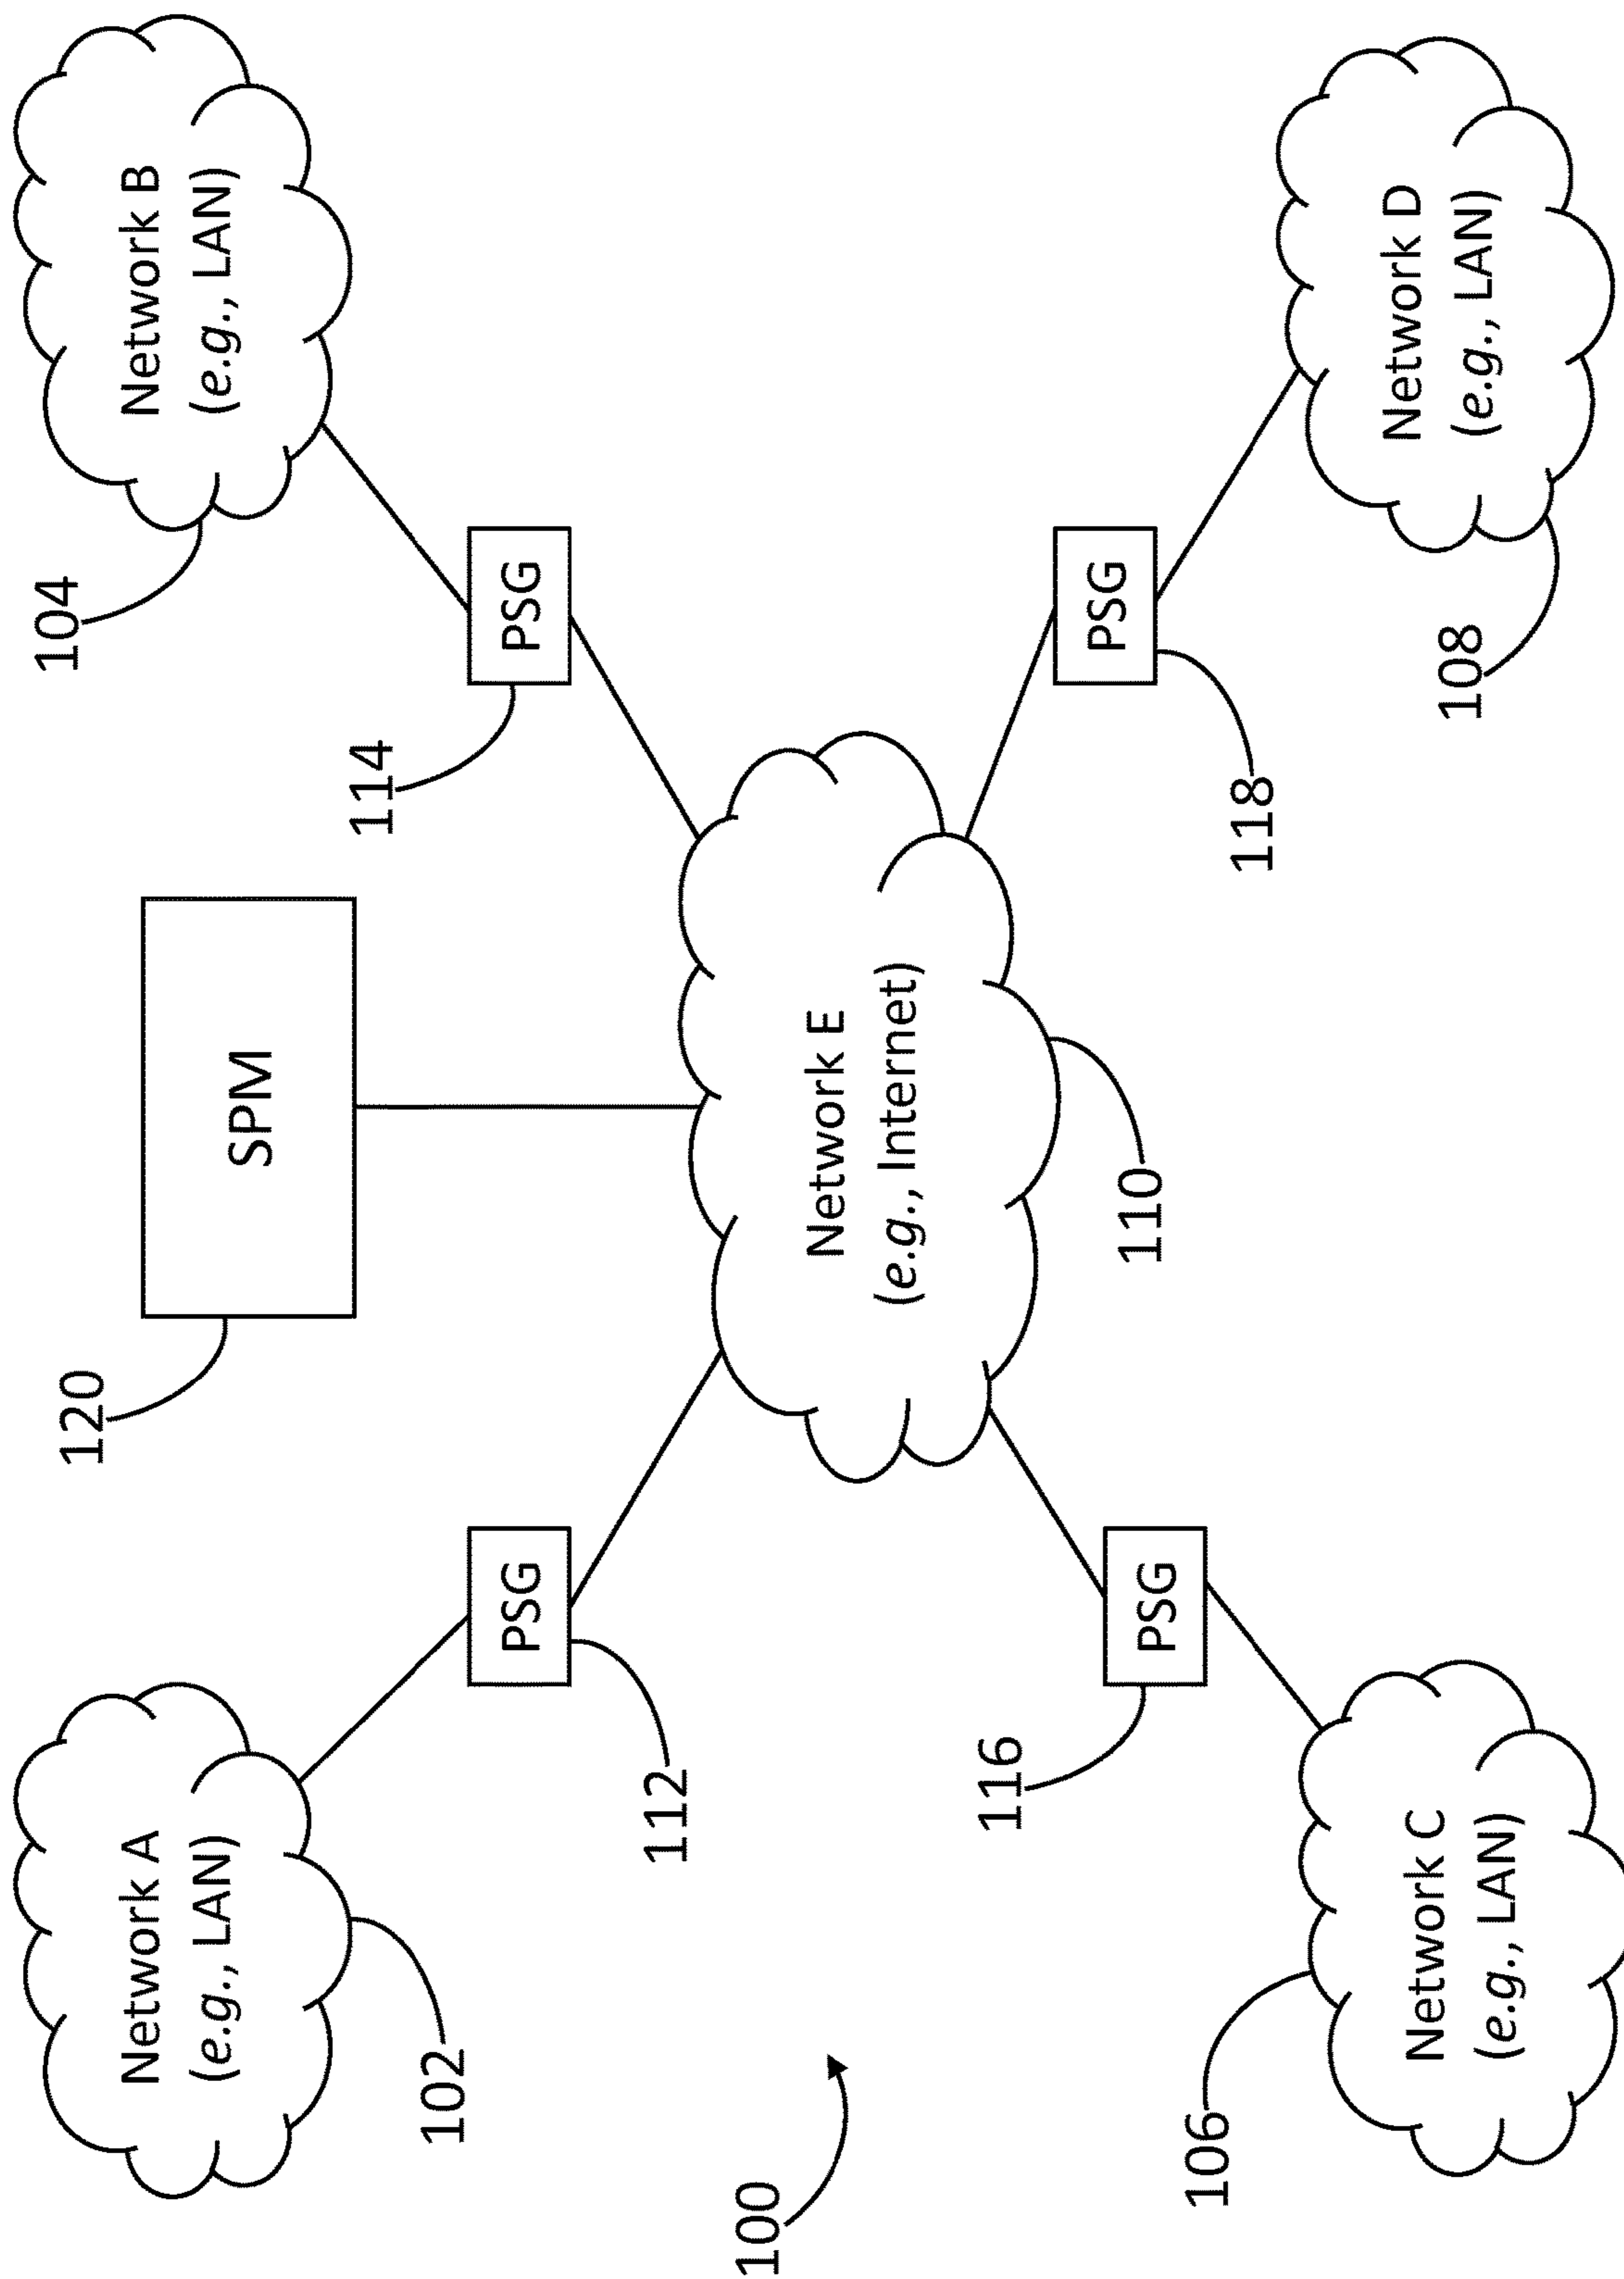 Network A
(e.g., LAN)
102
120
SPM
Network B
(e.g., LAN)
104
PSG
112
114
PSG
Network E
(e.g., Internet)
110
100
116
PSG
PSG
118
106
Network C
(e.g., LAN)
Network D
(e.g., LAN)
108